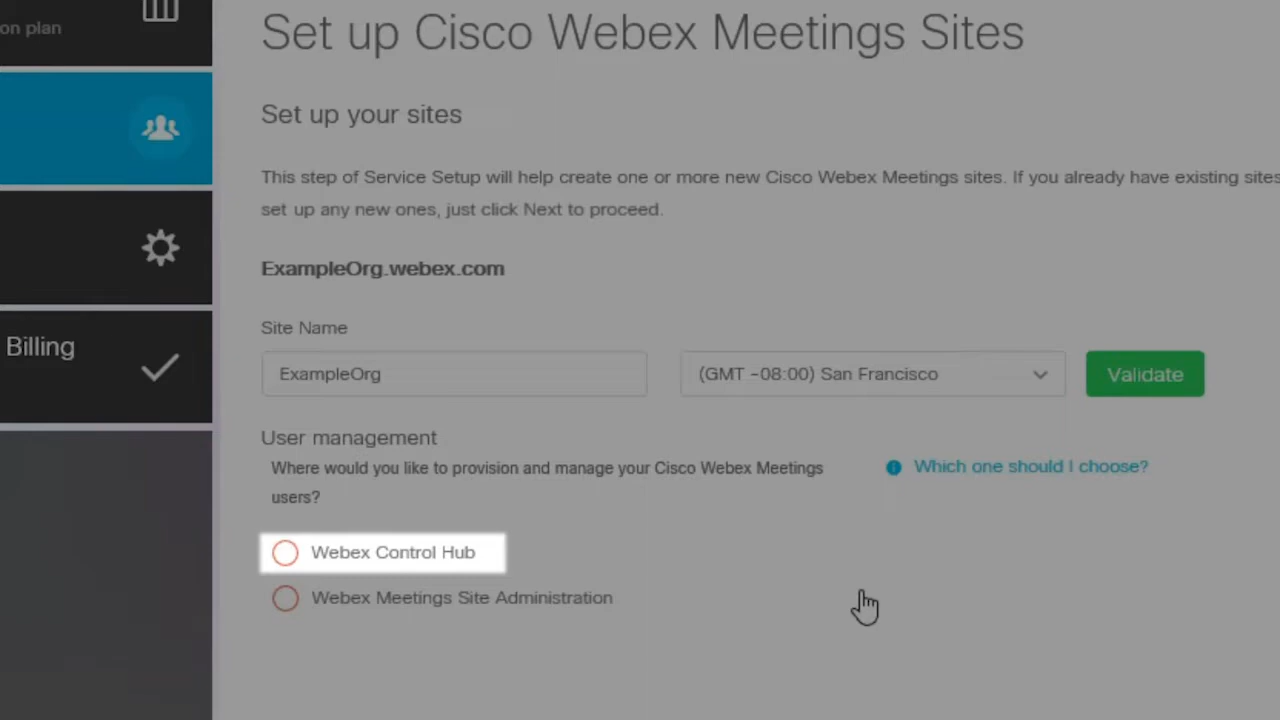 on plan
Billing
Set up Cisco Webex Meetings Sites
Set up your sites
This step of Service Setup will help create one or more new Cisco Webex Meetings sites. If you already have existing sites
set up any new ones, just click Next to proceed.
ExampleOrg.webex.com
Site Name
ExampleOrg
(GMT -08:00) San Francisco
Validate
User management
Where would you like to provision and manage your Cisco Webex Meetings
users?
Which one should I choose?
Webex Control Hub
Webex Meetings Site Administration